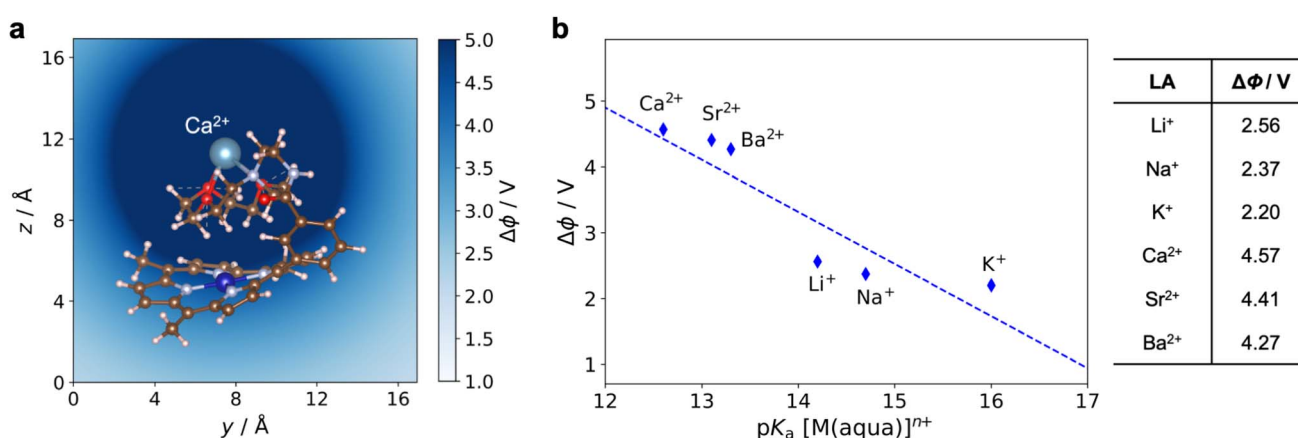 a
16
12
8
4
0
z / Å
0
4
8
12
16
y / Å
Ca2+
5.0
4.5
4.0
3.5
3.0
2.5
2.0
1.5
1.0
Δϕ / V
b
5
4
3
2
1
Δϕ / V
12
13
14
15
16
17
pKa [M(aqua)]n+
Ca2+
Sr2+
Ba2+
Li+
Na+
K+
LA ΔΦ / V
Li+ 2.56
Na+ 2.37
K+ 2.20
Ca2+ 4.57
Sr2+ 4.41
Ba2+ 4.27